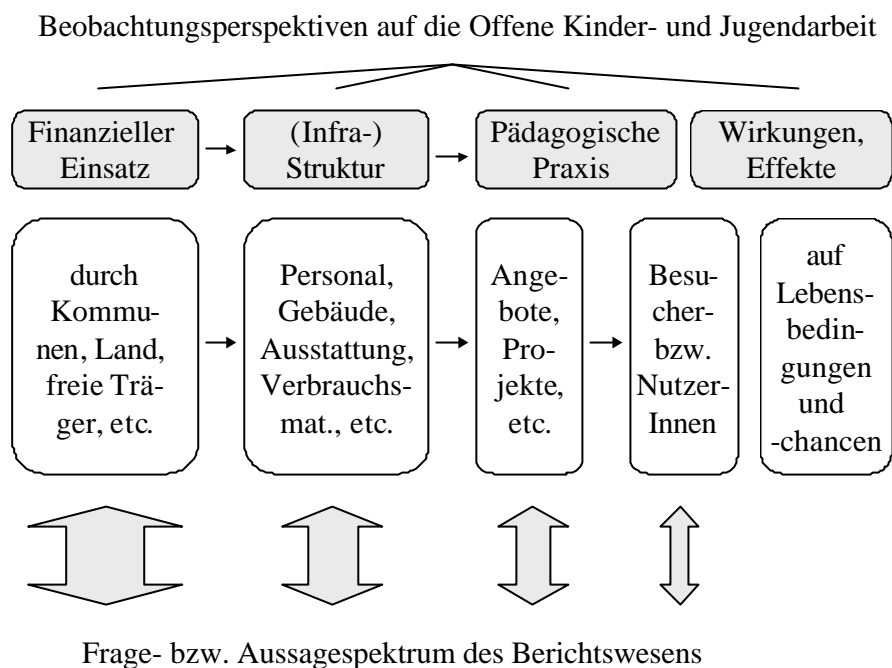 Beobachtungsperspektiven auf die Offene Kinder- und Jugendarbeit
Finanzieller
Einsatz
(Infra-)
Struktur
Pädagogische
Praxis
Wirkungen,
Effekte
durch
Kommu-
nen, Land,
freie Trä-
ger, etc.
Personal,
Gebäude,
Ausstattung,
Verbrauchs-
mat., etc.
Ange-
bote,
Pro-
jekte,
etc.
Besu-
cher-
bzw.
Nutzer-
Innen
auf
Lebens-
bedin-
gungen
und
-chancen
Frage- bzw. Aussagespektrum des Berichtswesens